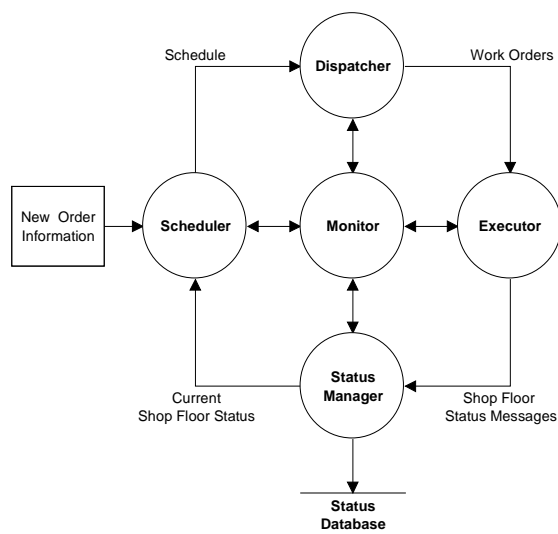 Schedule
Dispatcher
Work Orders
New Order
Information
Scheduler
Monitor
Executor
Current
Shop Floor Status
Status
Manager
Shop Floor
Status Messages
Status
Database